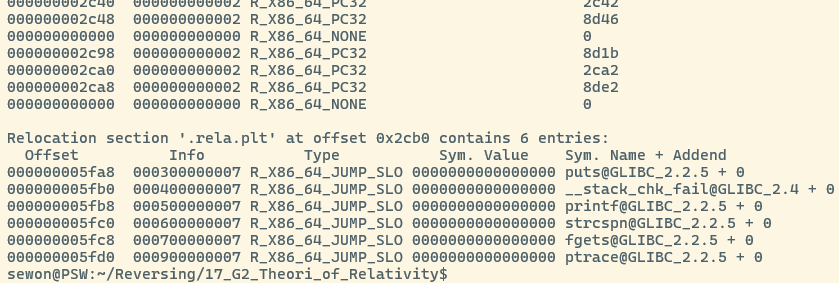 000000002c40  000000000002 R_X86_64_PC32                         2c42
000000002c48  000000000002 R_X86_64_PC32                         8d46
000000000000  000000000000 R_X86_64_NONE                         0
000000002c98  000000000002 R_X86_64_PC32                         8d1b
000000002ca0  000000000002 R_X86_64_PC32                         2ca2
000000002ca8  000000000002 R_X86_64_PC32                         8de2
000000000000  000000000000 R_X86_64_NONE                         0

Relocation section '.rela.plt' at offset 0x2cb0 contains 6 entries:
  Offset          Info           Type           Sym. Value    Sym. Name + Addend
000000005fa8  000300000007 R_X86_64_JUMP_SLO 0000000000000000 puts@GLIBC_2.2.5 + 0
000000005fb0  000400000007 R_X86_64_JUMP_SLO 0000000000000000 __stack_chk_fail@GLIBC_2.4 + 0
000000005fb8  000500000007 R_X86_64_JUMP_SLO 0000000000000000 printf@GLIBC_2.2.5 + 0
000000005fc0  000600000007 R_X86_64_JUMP_SLO 0000000000000000 strcspn@GLIBC_2.2.5 + 0
000000005fc8  000700000007 R_X86_64_JUMP_SLO 0000000000000000 fgets@GLIBC_2.2.5 + 0
000000005fd0  000900000007 R_X86_64_JUMP_SLO 0000000000000000 ptrace@GLIBC_2.2.5 + 0
sewon@PSW:~/Reversing/17_G2_Theori_of_Relativity$